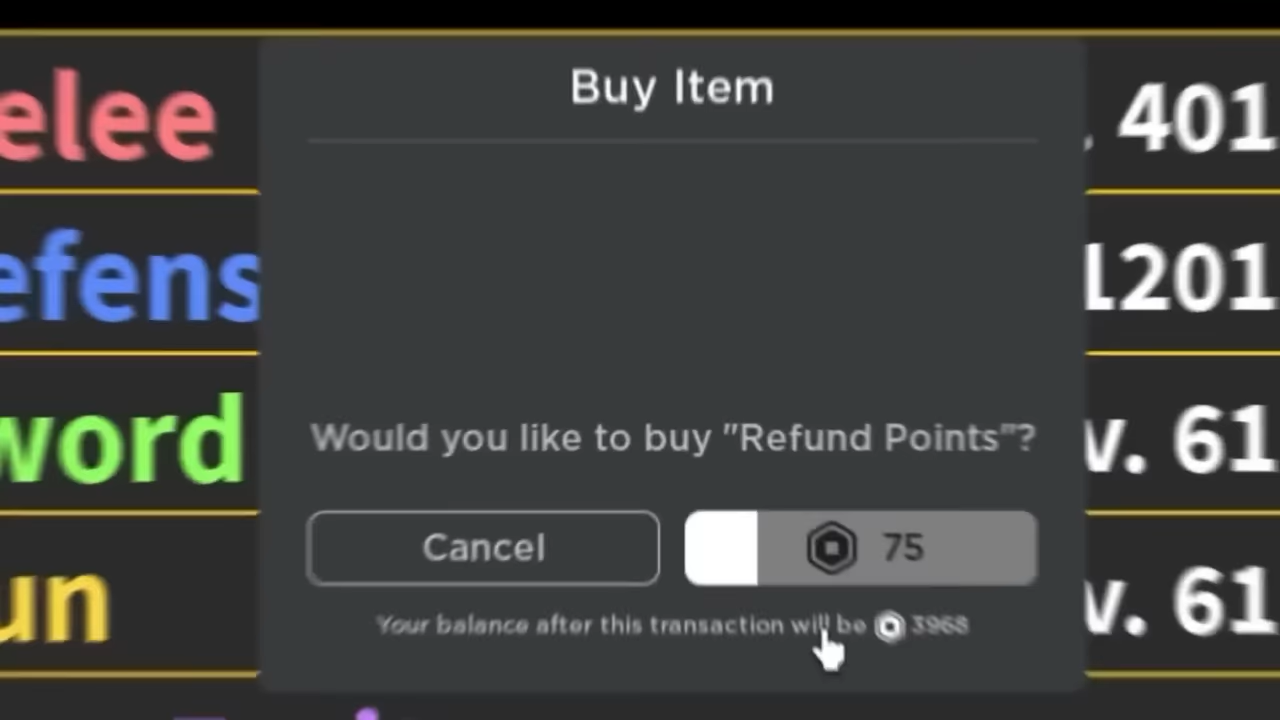 Buy Item
elee
401
efens
1201
Would you like to buy "Refund Points"?
word
v. 61
Cancel
75
un
v. 61
Your balance after this transaction will be 3968